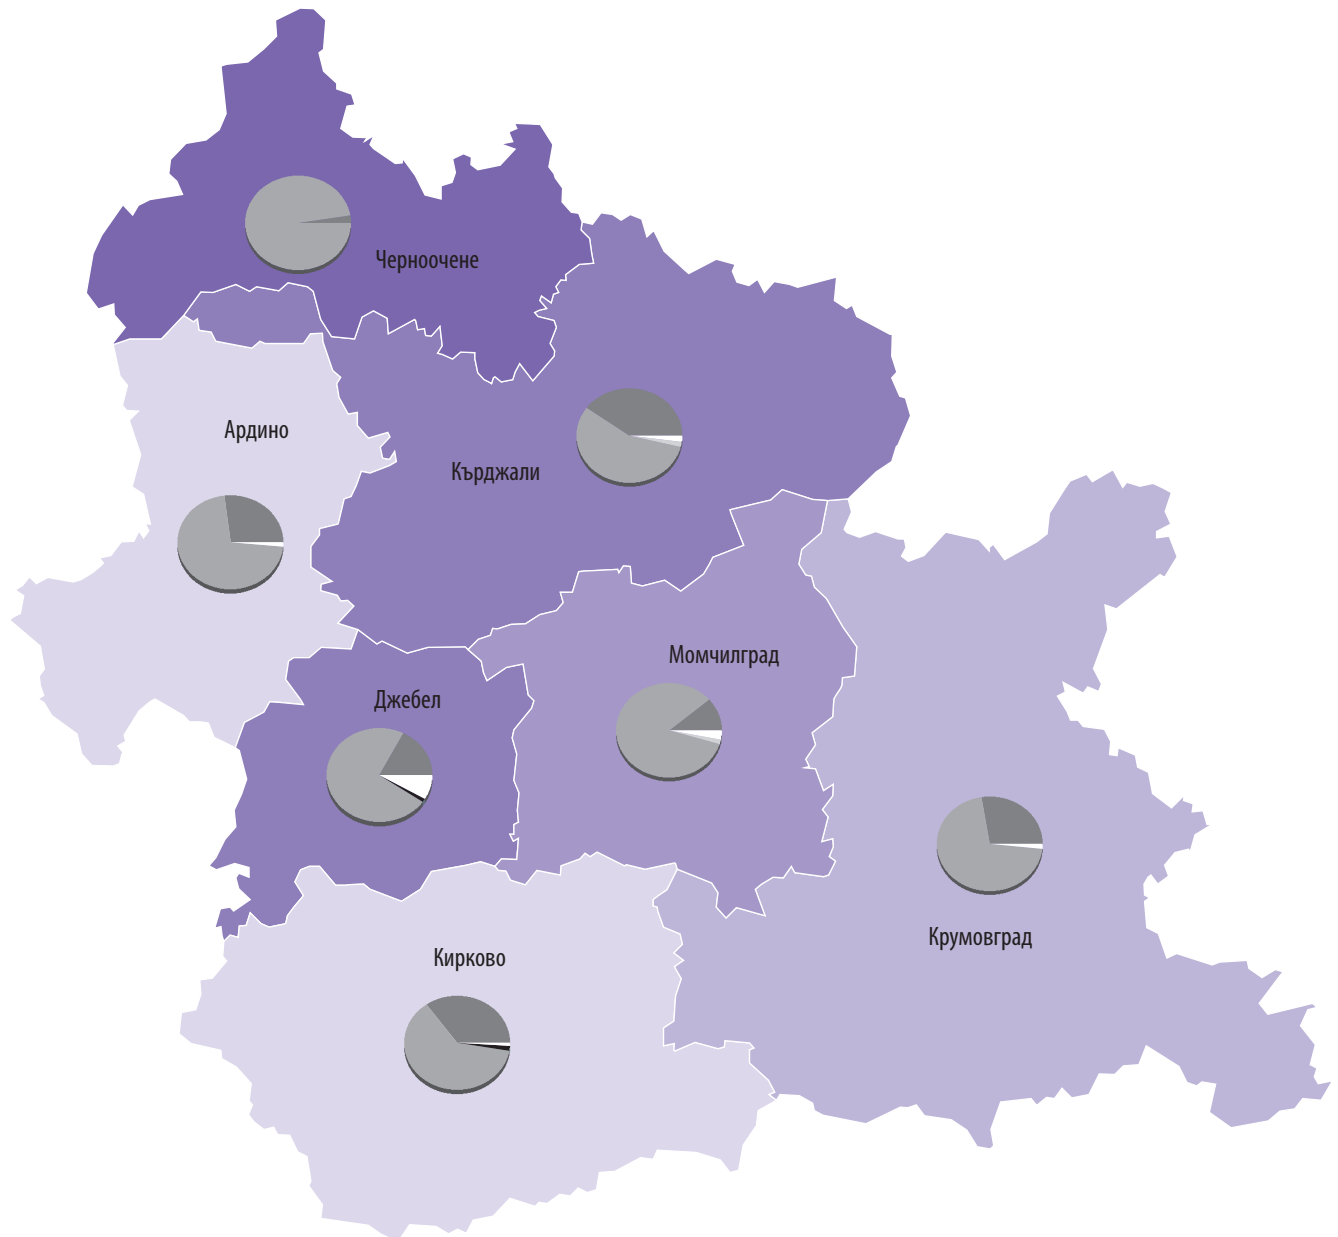 Черноочене
Ардино
Кърджали
Момчилград
Джебел
Крумовград
Кирково